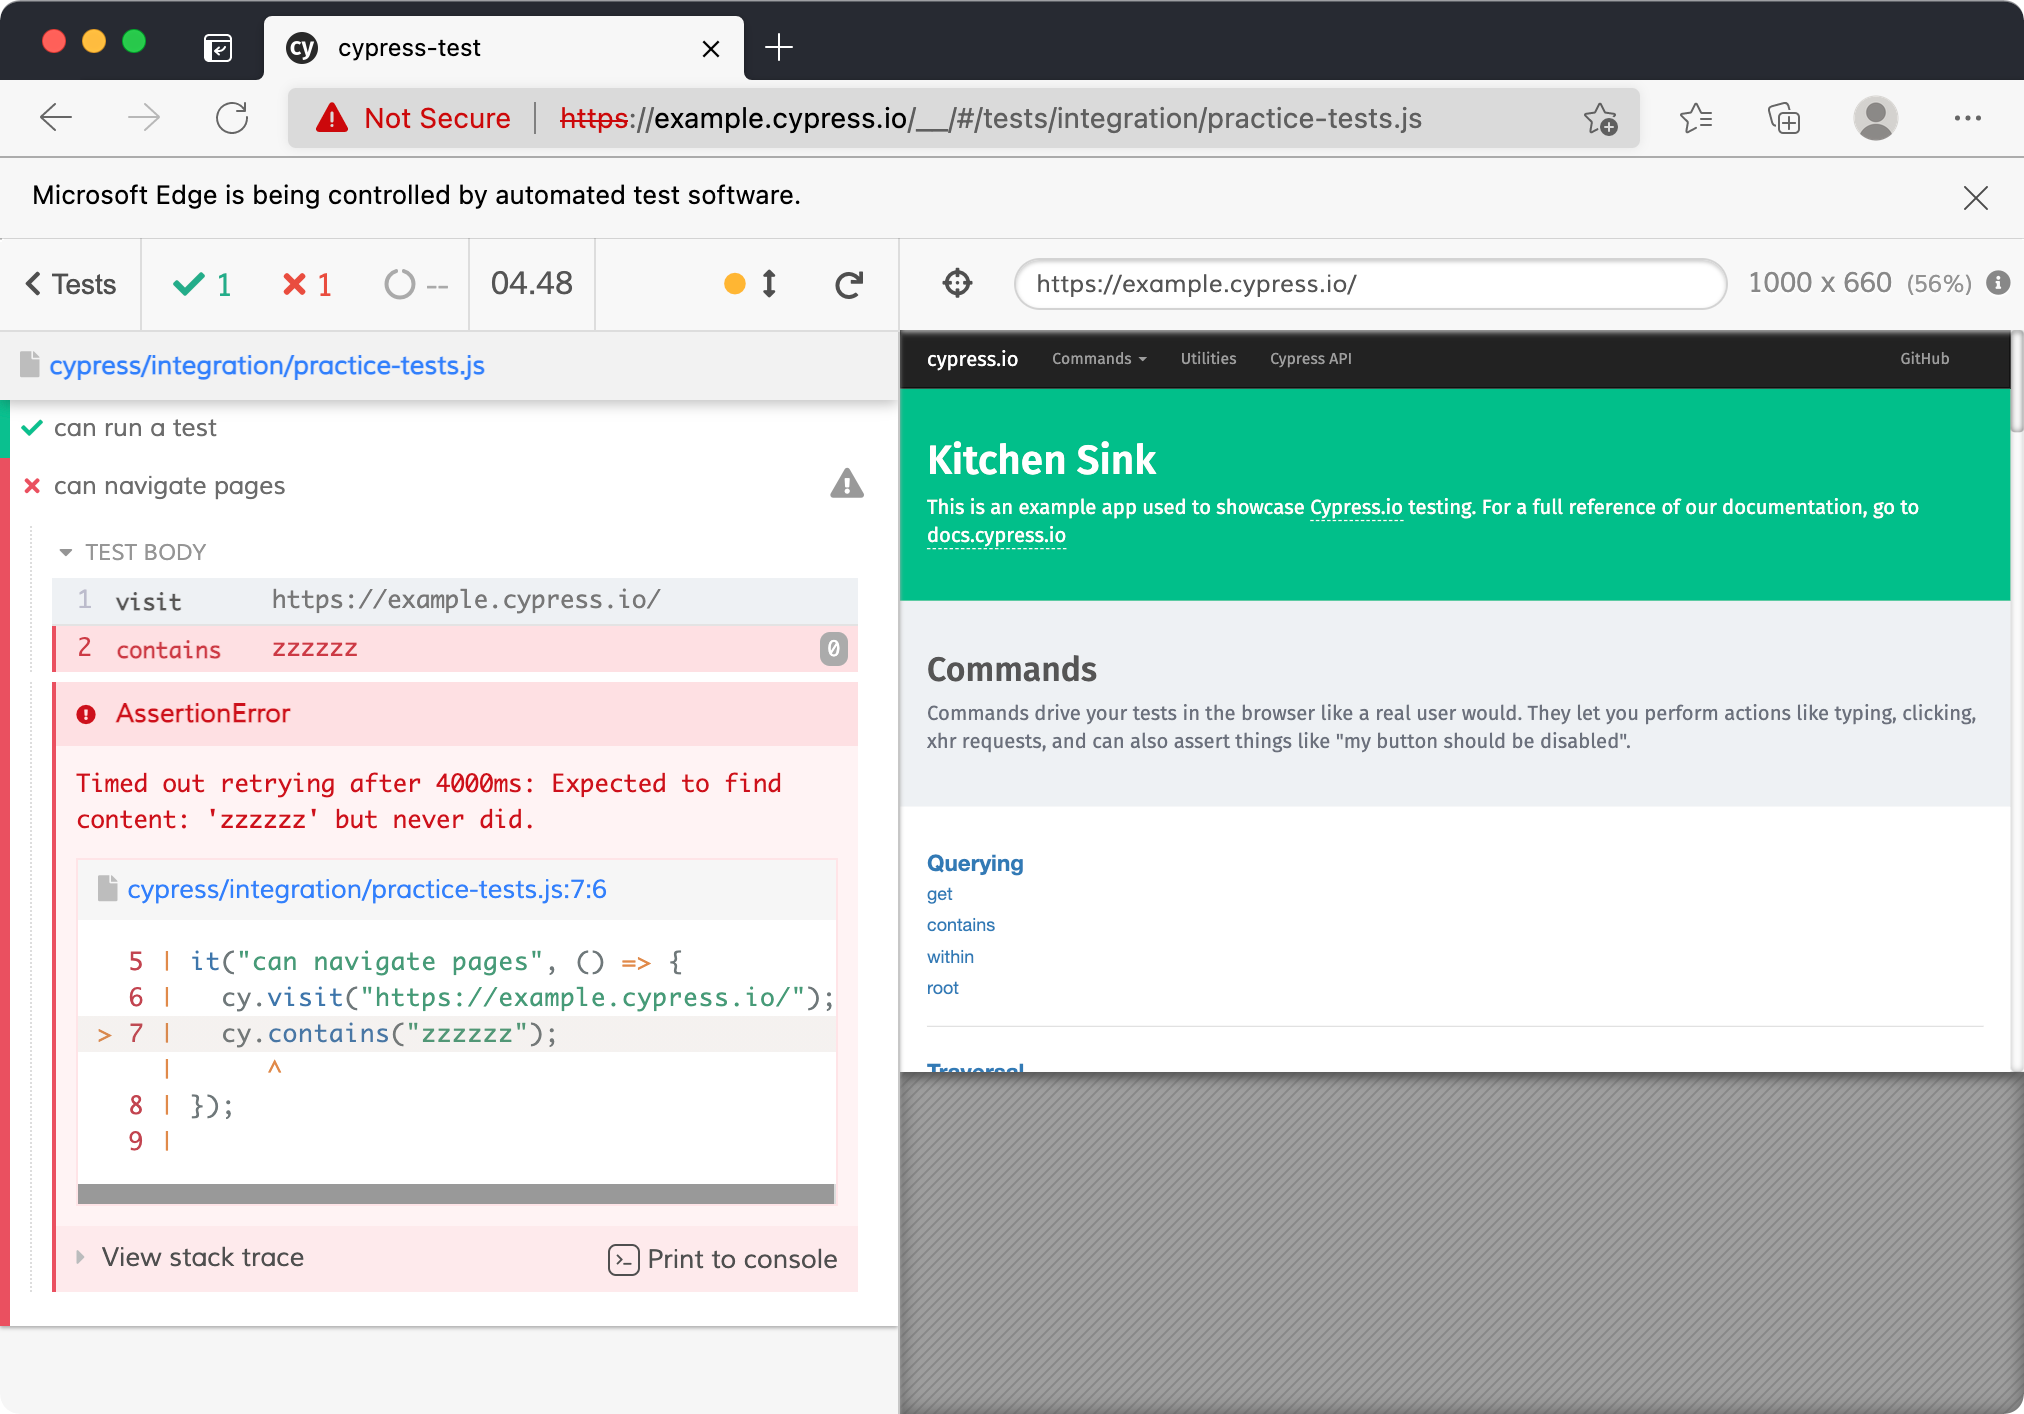 cy cypress-test
Not Secure https://example.cypress.io/__/#/tests/integration/practice-tests.js
Microsoft Edge is being controlled by automated test software.
Tests 1 1 -- 04.48
https://example.cypress.io/ 1000 x 660 (56%)
cypress/integration/practice-tests.js
can run a test
can navigate pages
TEST BODY
1 visit https://example.cypress.io/
2 contains zzzzzz 0
AssertionError
Timed out retrying after 4000ms: Expected to find
content: 'zzzzzz' but never did.
cypress/integration/practice-tests.js:7:6
5 | it("can navigate pages", () => {
6 | cy.visit("https://example.cypress.io/");
> 7 | cy.contains("zzzzzz");
| ^
8 | });
9 |
View stack trace
Print to console
cypress.io Commands Utilities Cypress API GitHub
Kitchen Sink
This is an example app used to showcase Cypress.io testing. For a full reference of our documentation, go to
docs.cypress.io
Commands
Commands drive your tests in the browser like a real user would. They let you perform actions like typing, clicking,
xhr requests, and can also assert things like "my button should be disabled".
Querying
get
contains
within
root
Traversal